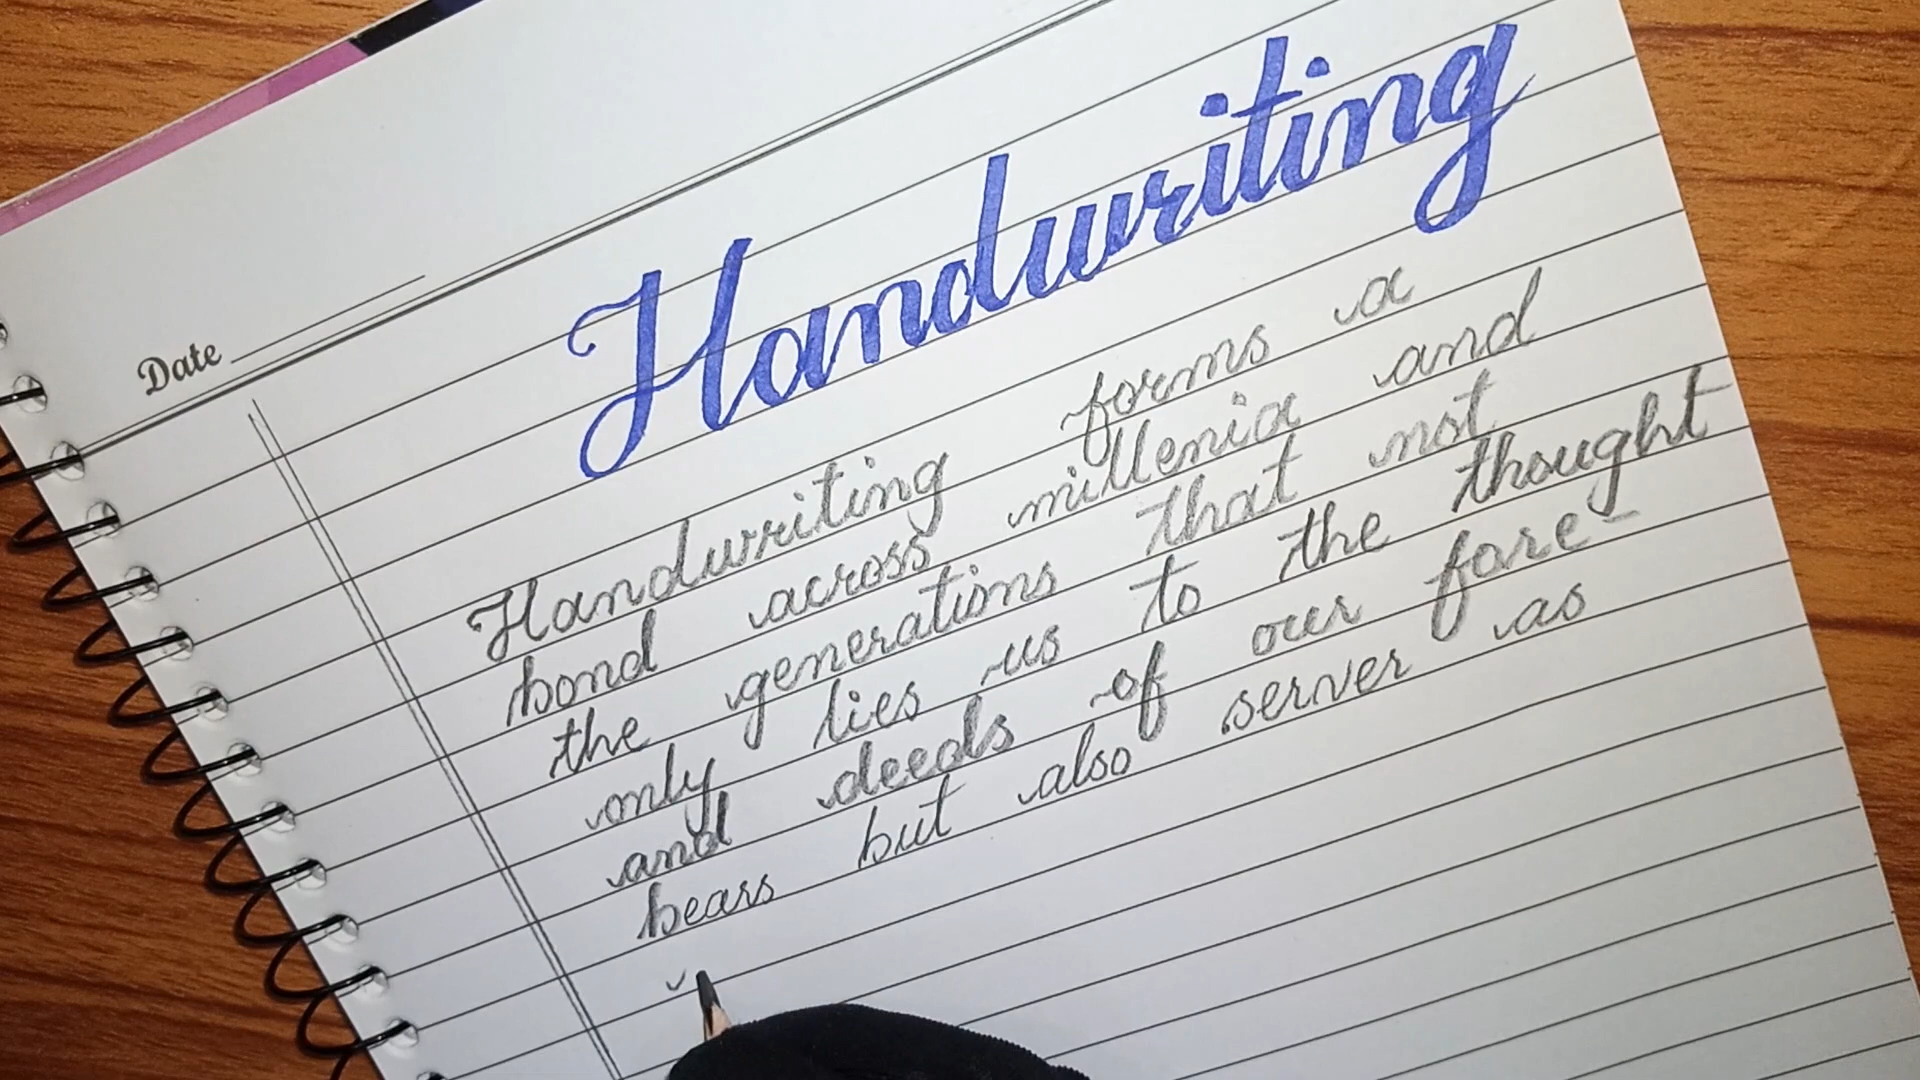 Date
Handwriting
Handwriting forms a
bond across millenia and
the generations that not
only ties us to the thought
and deeds of our fore-
bears but also server as